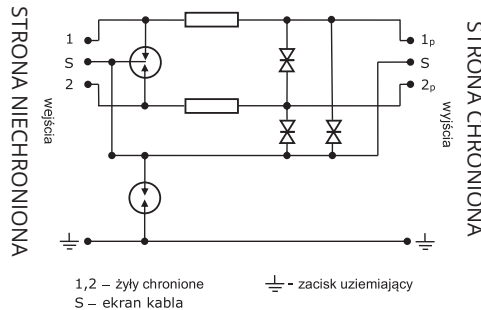 STRONA NIECHRONIONA
wejścia
1
S
2
1p
S
2p
wyjścia
STRONA CHRONIONA
1,2 – żyły chronione
S – ekran kabla
- zacisk uziemiający